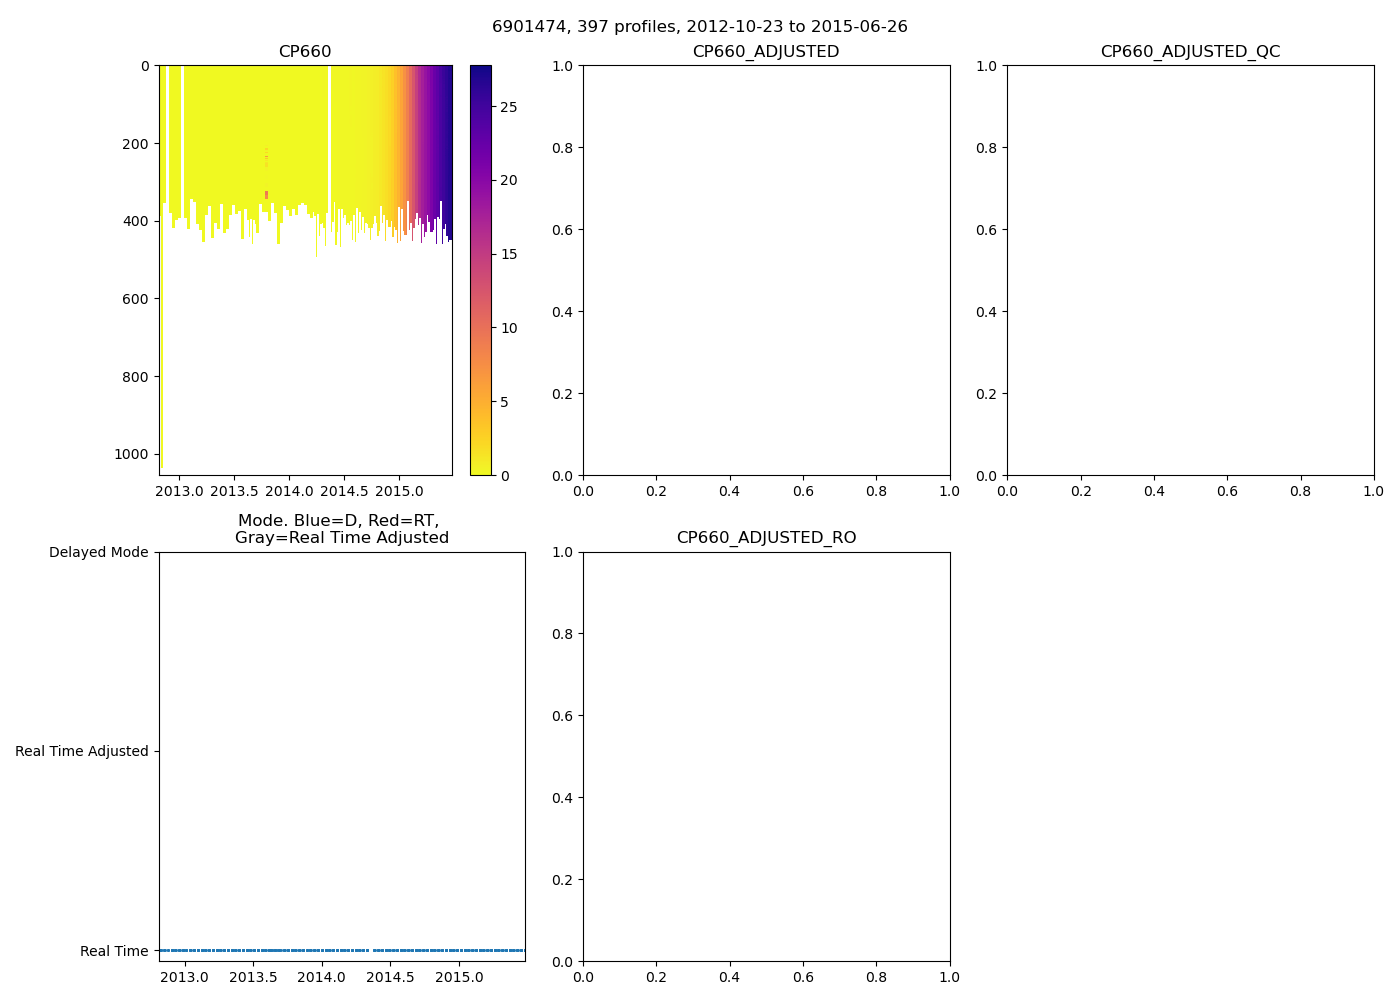 6901474, 397 profiles, 2012-10-23 to 2015-06-26
CP660
0
200
400
600
800
1000
2013.0 2013.5 2014.0 2014.5 2015.0
25
20
15
10
5
0
CP660_ADJUSTED
1.0
0.8
0.6
0.4
0.2
0.0
0.0 0.2 0.4 0.6 0.8 1.0
CP660_ADJUSTED_QC
1.0
0.8
0.6
0.4
0.2
0.0
0.0 0.2 0.4 0.6 0.8 1.0
Mode. Blue=D, Red=RT,
Gray=Real Time Adjusted
Delayed Mode
Real Time Adjusted
Real Time
2013.0 2013.5 2014.0 2014.5 2015.0
CP660_ADJUSTED_RO
1.0
0.8
0.6
0.4
0.2
0.0
0.0 0.2 0.4 0.6 0.8 1.0